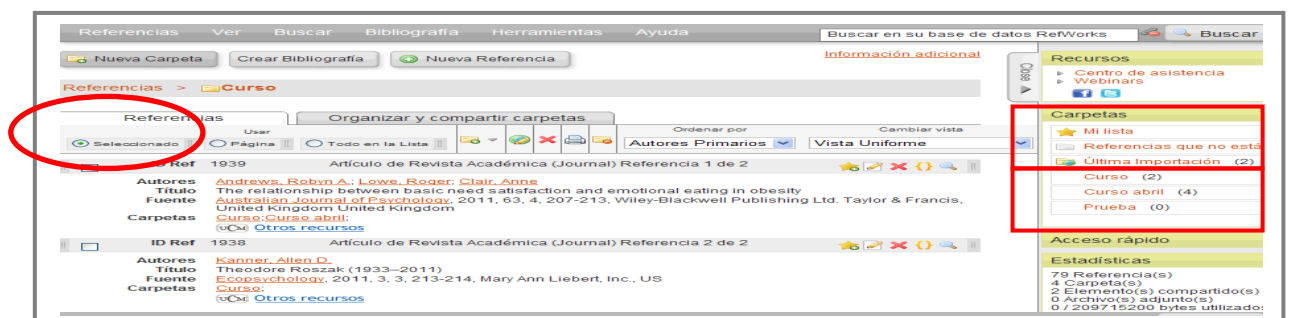 Referencias Ver Buscar Bibliografía Herramientas Ayuda Buscar en su base de datos RefWorks Buscar
Nueva Carpeta Crear Bibliografía Nueva Referencia Información adicional
Close
Referencias > Curso
Referencias Organizar y compartir carpetas
Usar Ordenar por Cambiar vista
Seleccionado Página Todo en la Lista Autores Primarios Vista Uniforme
ID Ref 1939 Artículo de Revista Académica (Journal) Referencia 1 de 2
Autores Andrews, Robyn A.; Lowe, Roger; Clair, Anne
Título The relationship between basic need satisfaction and emotional eating in obesity
Fuente Australian Journal of Psychology, 2011, 63, 4, 207-213, Wiley-Blackwell Publishing Ltd. Taylor & Francis,
United Kingdom United Kingdom
Carpetas Curso;Curso abril;
UCM Otros recursos
ID Ref 1938 Artículo de Revista Académica (Journal) Referencia 2 de 2
Autores Kanner, Allen D.
Título Theodore Roszak (1933–2011)
Fuente Ecopsychology, 2011, 3, 3, 213-214, Mary Ann Liebert, Inc., US
Carpetas Curso;
UCM Otros recursos
Recursos
Centro de asistencia
Webinars
Carpetas
Mi lista
Referencias que no está
Última Importación (2)
Curso (2)
Curso abril (4)
Prueba (0)
Acceso rápido
Estadísticas
79 Referencia(s)
4 Carpeta(s)
2 Elemento(s) compartido(s)
0 Archivo(s) adjunto(s)
0 / 209715200 bytes utilizado